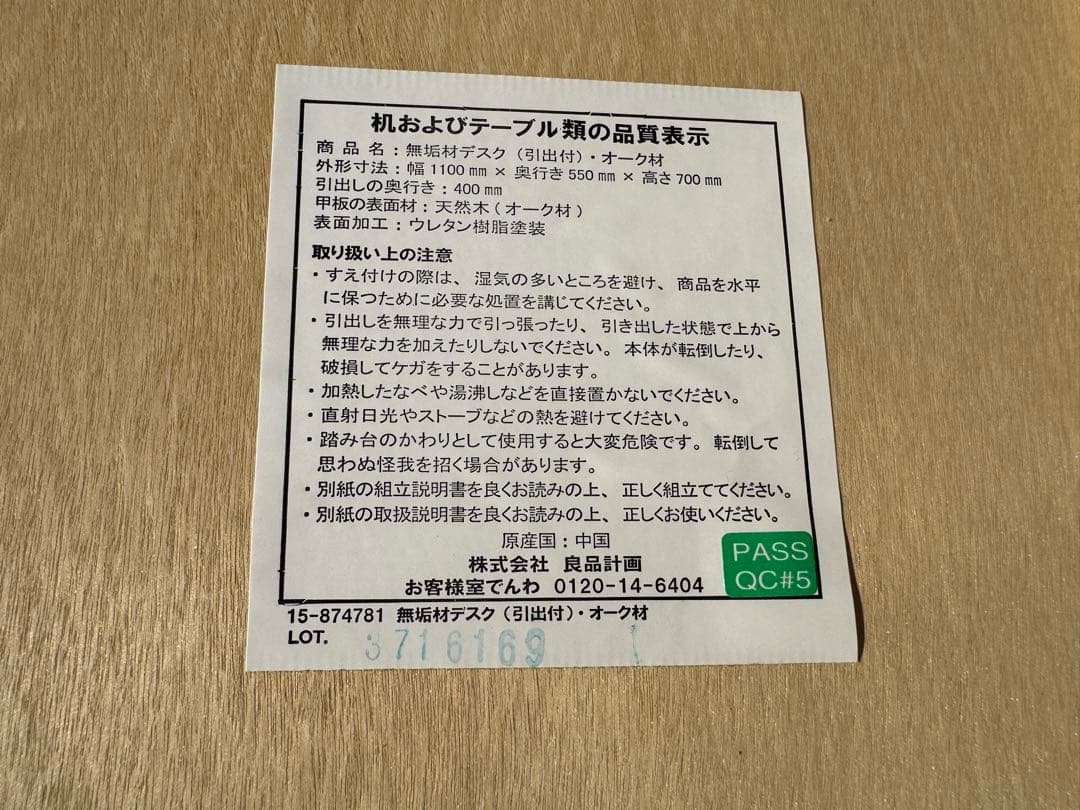 机およびテーブル類の品質表示
商品名：無垢材デスク（引出付）・オーク材
外形寸法：幅1100㎜ × 奥行き550㎜ × 高さ700㎜
引出しの奥行き：400㎜
甲板の表面材：天然木（オーク材）
表面加工：ウレタン樹脂塗装
取り扱い上の注意
・すえ付けの際は、湿気の多いところを避け、商品を水平
に保つために必要な処置を講じてください。
・引出しを無理な力で引っ張ったり、引き出した状態で上から
無理な力を加えたりしないでください。本体が転倒したり、
破損してケガをすることがあります。
・加熱したなべや湯沸しなどを直接置かないでください。
・直射日光やストーブなどの熱を避けてください。
・踏み台のかわりとして使用すると大変危険です。転倒して
思わぬ怪我を招く場合があります。
・別紙の組立説明書を良くお読みの上、正しく組立ててください。
・別紙の取扱説明書を良くお読みの上、正しくお使いください。
原産国：中国
株式会社 良品計画
お客様室でんわ 0120-14-6404
PASS
QC#5
15-874781 無垢材デスク（引出付）・オーク材
LOT. 3716169